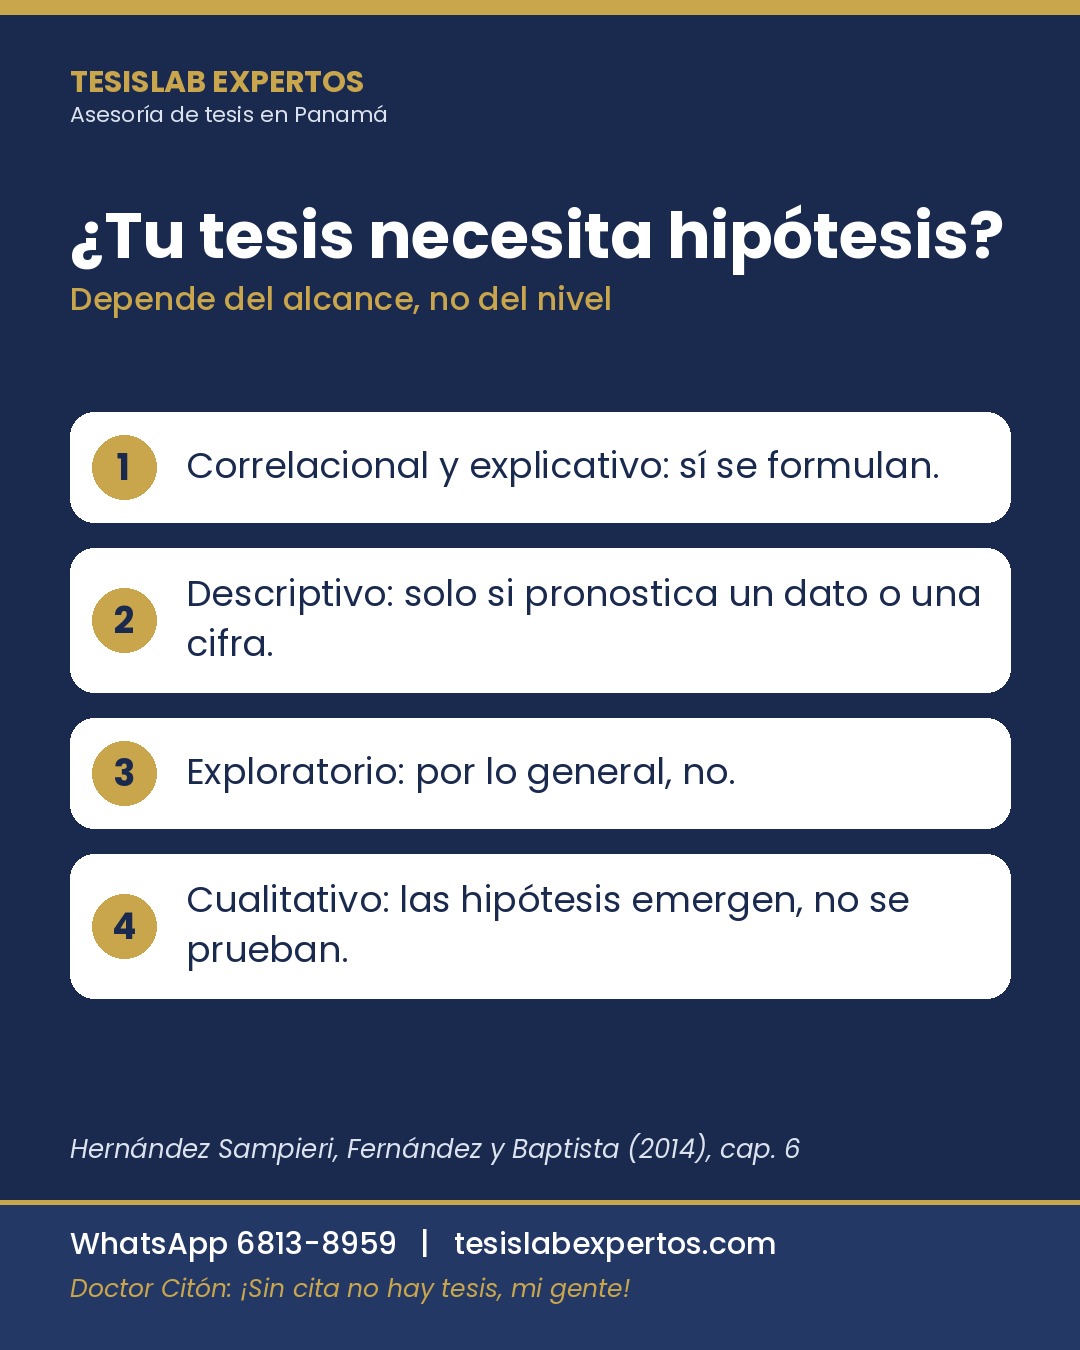 TESISLAB EXPERTOS
Asesoría de tesis en Panamá
¿Tu tesis necesita hipótesis?
Depende del alcance, no del nivel
1 Correlacional y explicativo: sí se formulan.
2 Descriptivo: solo si pronostica un dato o una
cifra.
3 Exploratorio: por lo general, no.
4 Cualitativo: las hipótesis emergen, no se
prueban.
Hernández Sampieri, Fernández y Baptista (2014), cap. 6
WhatsApp 6813-8959 | tesislabexpertos.com
Doctor Citón: ¡Sin cita no hay tesis, mi gente!